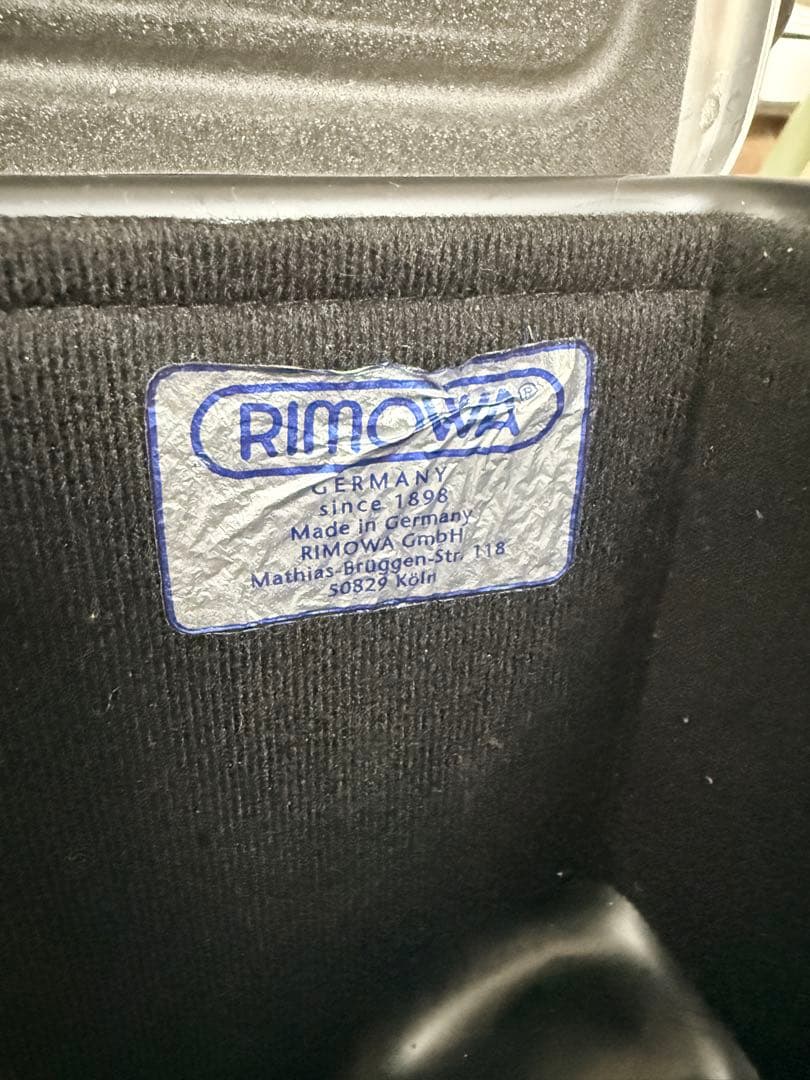 RIMOWA®
GERMANY
since 1898
Made in Germany
RIMOWA GmbH
Mathias-Brüggen-Str. 118
50829 Köln